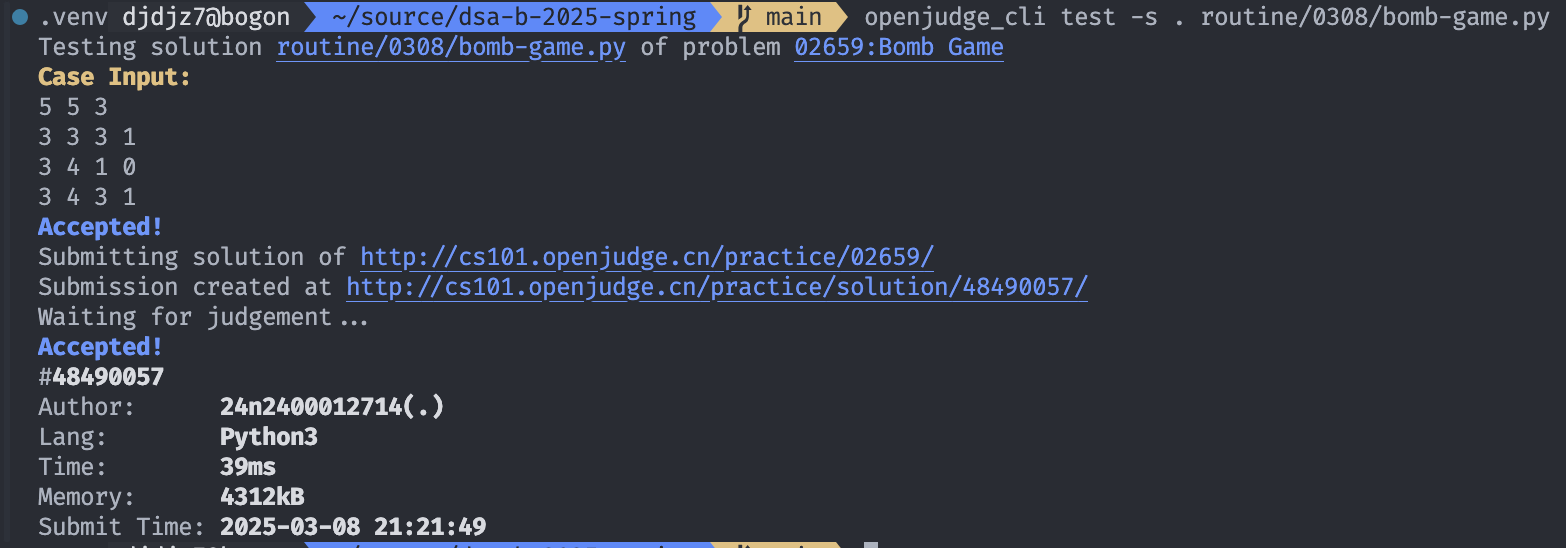 .venv djdjz7@bogon ~/source/dsa-b-2025-spring main openjudge_cli test -s . routine/0308/bomb-game.py
Testing solution routine/0308/bomb-game.py of problem 02659:Bomb Game
Case Input:
5 5 3
3 3 3 1
3 4 1 0
3 4 3 1
Accepted!
Submitting solution of http://cs101.openjudge.cn/practice/02659/
Submission created at http://cs101.openjudge.cn/practice/solution/48490057/
Waiting for judgement...
Accepted!
#48490057
Author: 24n2400012714(.)
Lang: Python3
Time: 39ms
Memory: 4312kB
Submit Time: 2025-03-08 21:21:49